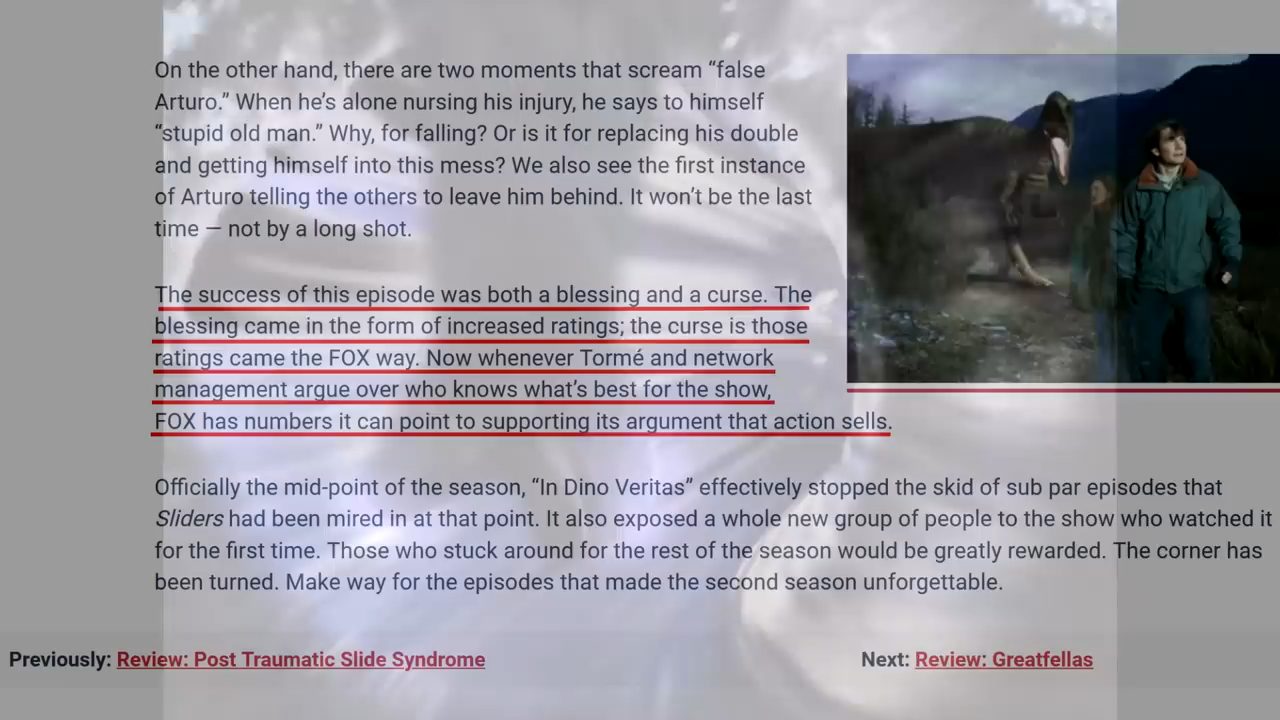 On the other hand, there are two moments that scream “false
Arturo.” When he’s alone nursing his injury, he says to himself
“stupid old man.” Why, for falling? Or is it for replacing his double
and getting himself into this mess? We also see the first instance
of Arturo telling the others to leave him behind. It won’t be the last
time — not by a long shot.
The success of this episode was both a blessing and a curse. The
blessing came in the form of increased ratings; the curse is those
ratings came the FOX way. Now whenever Tormé and network
management argue over who knows what’s best for the show,
FOX has numbers it can point to supporting its argument that action sells.
Officially the mid-point of the season, “In Dino Veritas” effectively stopped the skid of sub par episodes that
Sliders had been mired in at that point. It also exposed a whole new group of people to the show who watched it
for the first time. Those who stuck around for the rest of the season would be greatly rewarded. The corner has
been turned. Make way for the episodes that made the second season unforgettable.
Previously: Review: Post Traumatic Slide Syndrome
Next: Review: Greatfellas